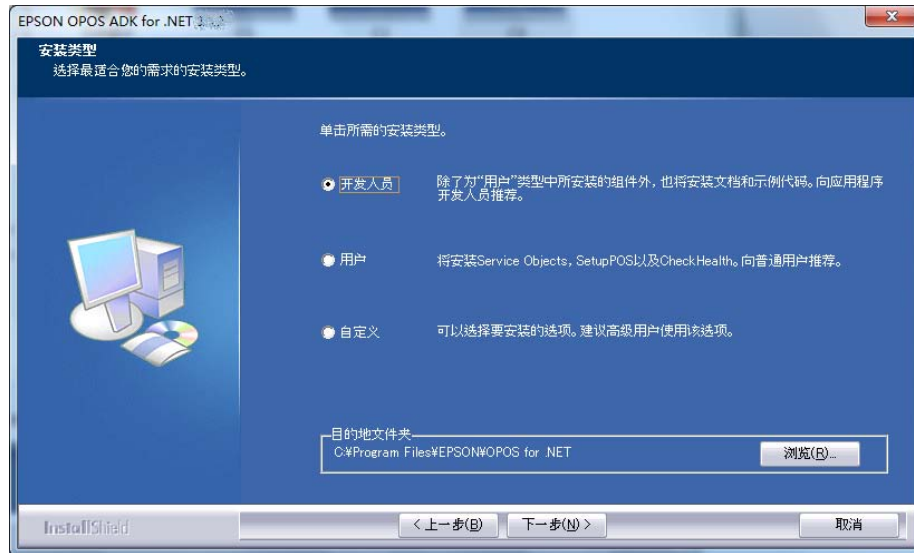 EPSON OPOS ADK for .NET
安装类型
选择最适合您的需求的安装类型。
单击所需的安装类型。
开发人员
除了为“用户”类型中所安装的组件外，也将安装文档和示例代码。向应用程序
开发人员推荐。
用户
将安装Service Objects, SetupPOS以及CheckHealth。向普通用户推荐。
自定义
可以选择要安装的选项。建议高级用户使用该选项。
目的地文件夹
C:¥Program Files¥EPSON¥OPOS for .NET
浏览(R)...
InstallShield
< 上一步(B)
下一步(N) >
取消